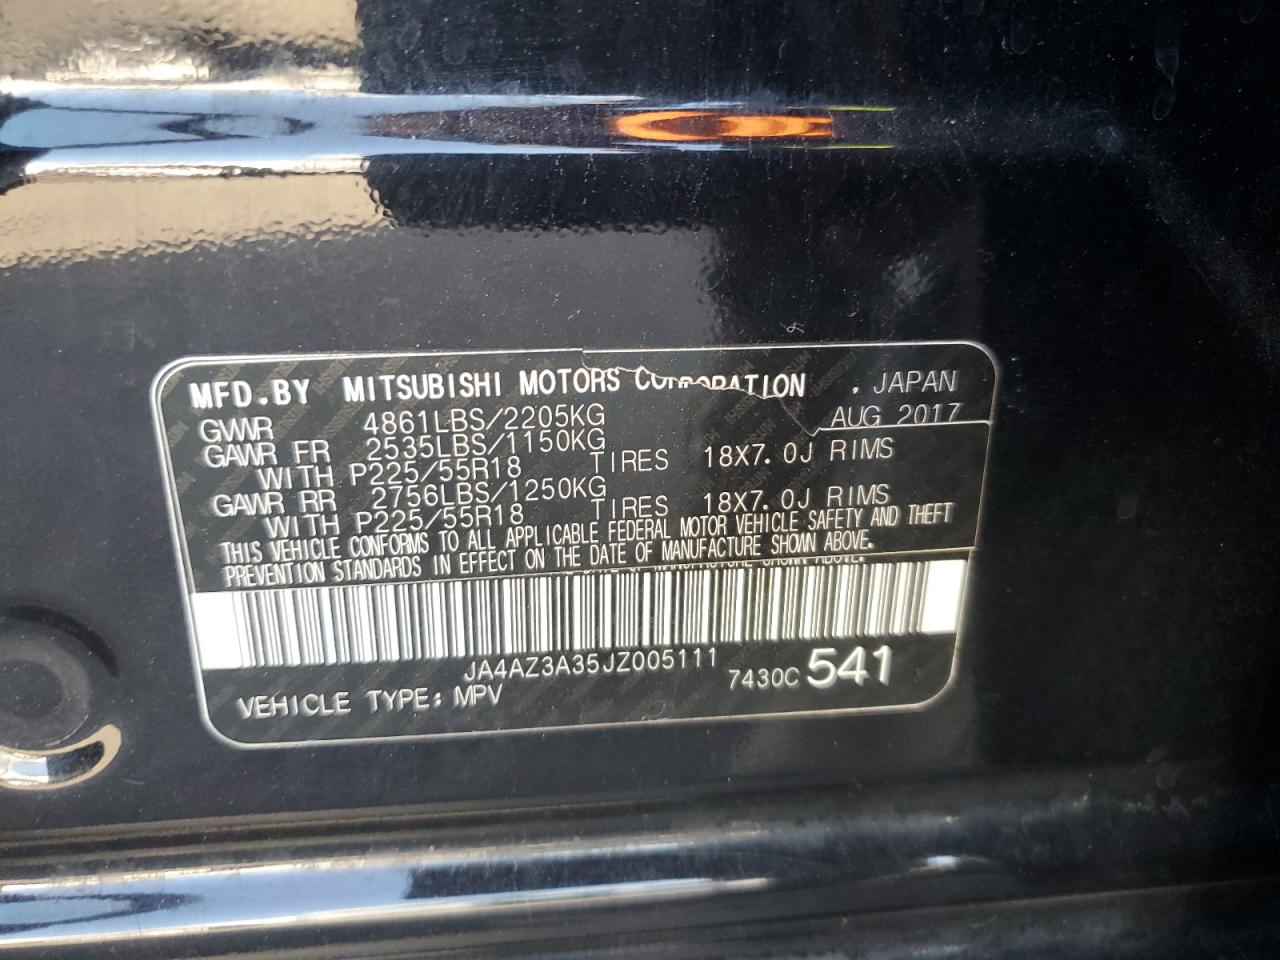 MFD.BY MITSUBISHI MOTORS CORPORATION . JAPAN
AUG 2017
GVWR 4861LBS/2205KG
GAWR FR 2535LBS/1150KG
WITH P225/55R18 TIRES 18X7.0J RIMS
GAWR RR 2756LBS/1250KG
WITH P225/55R18 TIRES 18X7.0J RIMS
THIS VEHICLE CONFORMS TO ALL APPLICABLE FEDERAL MOTOR VEHICLE SAFETY AND THEFT
PREVENTION STANDARDS IN EFFECT ON THE DATE OF MANUFACTURE SHOWN ABOVE.
JA4AZ3A35JZ005111
VEHICLE TYPE: MPV 7430C 541